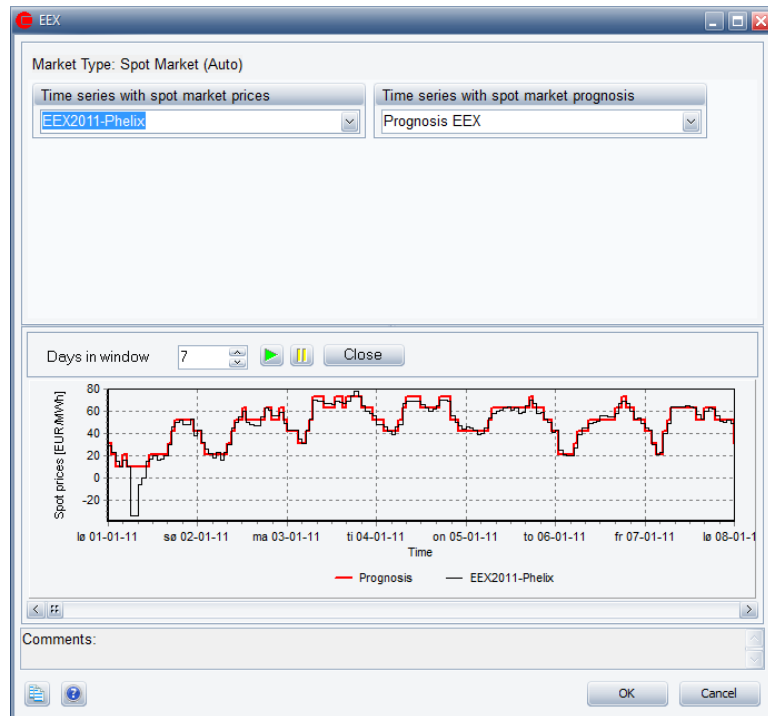 EEX
Market Type: Spot Market (Auto)
Time series with spot market prices
Time series with spot market prognosis
EEX2011-Phelix
Prognosis EEX
Days in window 7 Close
Spot prices [EUR/MWh]
80
60
40
20
0
-20
lø 01-01-11 sø 02-01-11 ma 03-01-11 ti 04-01-11 on 05-01-11 to 06-01-11 fr 07-01-11 lø 08-01-1
Time
Prognosis EEX2011-Phelix
Comments:
OK Cancel